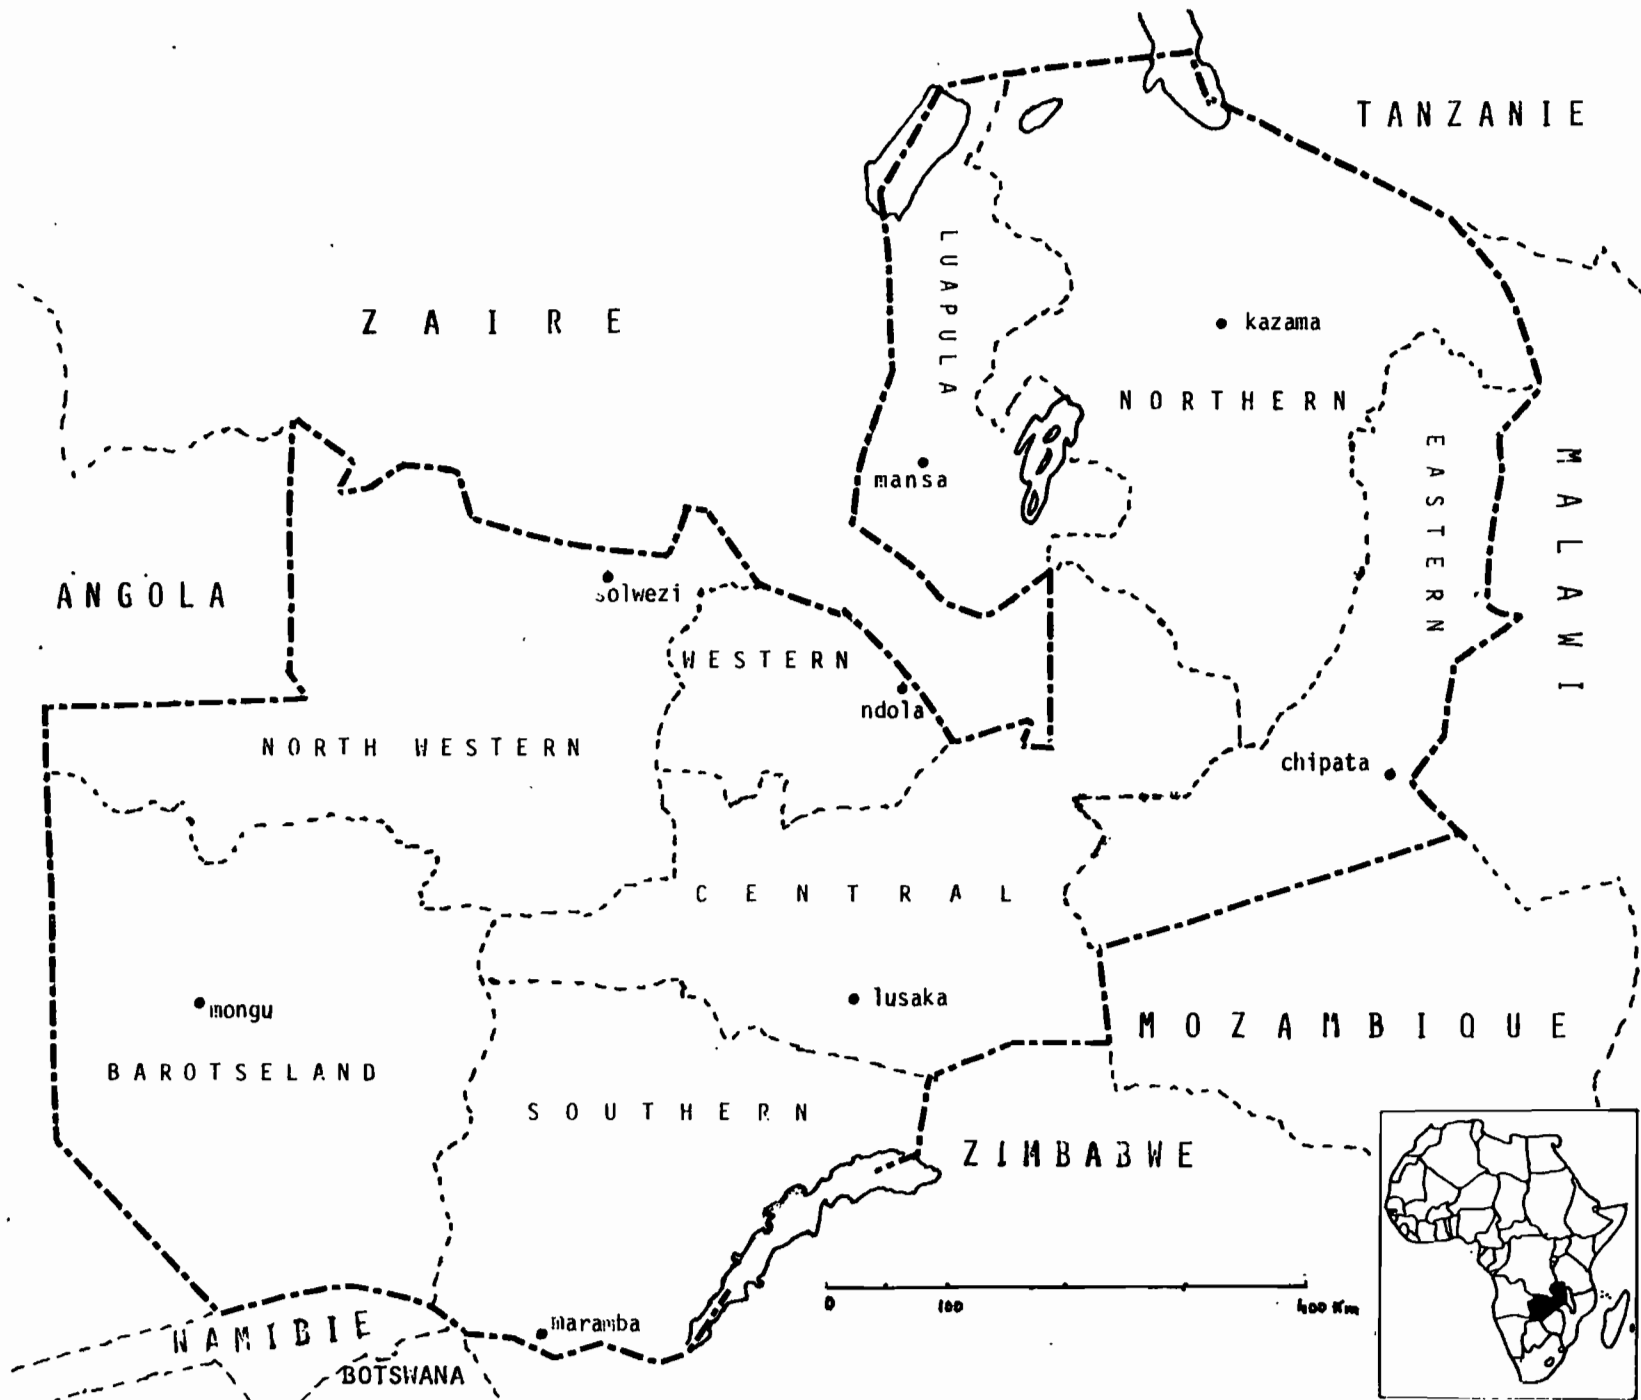 TANZANIE
ZAIRE
LUAPULA
kazama
NORTHERN
EASTERN
MALAWI
mansa
ANGOLA
solwezi
WESTERN
ndola
NORTH WESTERN
chipata
CENTRAL
mongu
lusaka
MOZAMBIQUE
BAROTSELAND
SOUTHERN
ZIMBABWE
0 100 400 Km
NAMIBIE
maramba
BOTSWANA